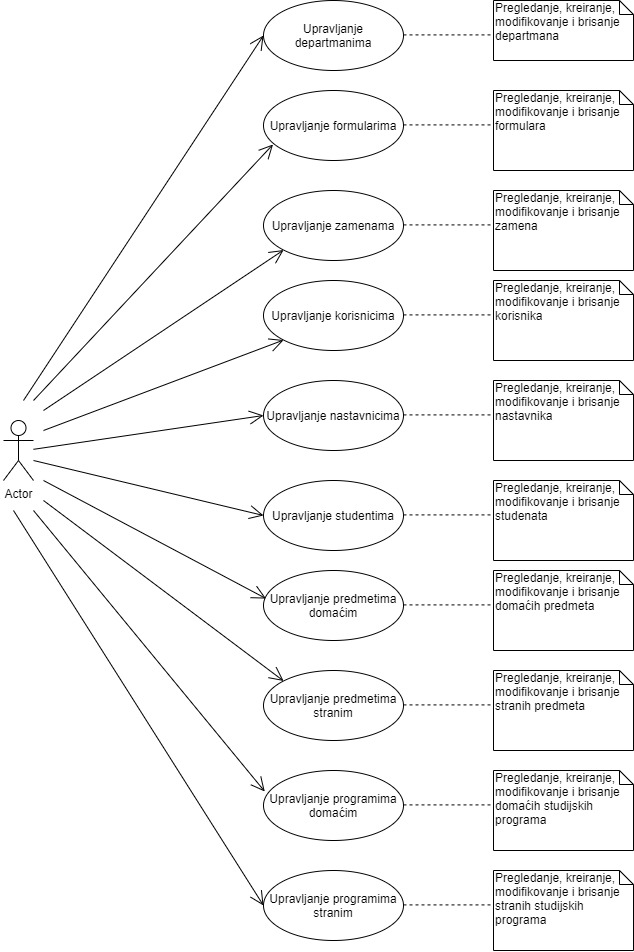 Upravljanje
departmanima
Pregledanje, kreiranje,
modifikovanje i brisanje
departmana
Upravljanje formularima
Pregledanje, kreiranje,
modifikovanje i brisanje
formulara
Upravljanje zamenama
Pregledanje, kreiranje,
modifikovanje i brisanje
zamena
Upravljanje korisnicima
Pregledanje, kreiranje,
modifikovanje i brisanje
korisnika
Upravljanje nastavnicima
Pregledanje, kreiranje,
modifikovanje i brisanje
nastavnika
Actor
Upravljanje studentima
Pregledanje, kreiranje,
modifikovanje i brisanje
studenata
Upravljanje predmetima
domaćim
Pregledanje, kreiranje,
modifikovanje i brisanje
domaćih predmeta
Upravljanje predmetima
stranim
Pregledanje, kreiranje,
modifikovanje i brisanje
stranih predmeta
Upravljanje programima
domaćim
Pregledanje, kreiranje,
modifikovanje i brisanje
domaćih studijskih
programa
Upravljanje programima
stranim
Pregledanje, kreiranje,
modifikovanje i brisanje
stranih studijskih
programa